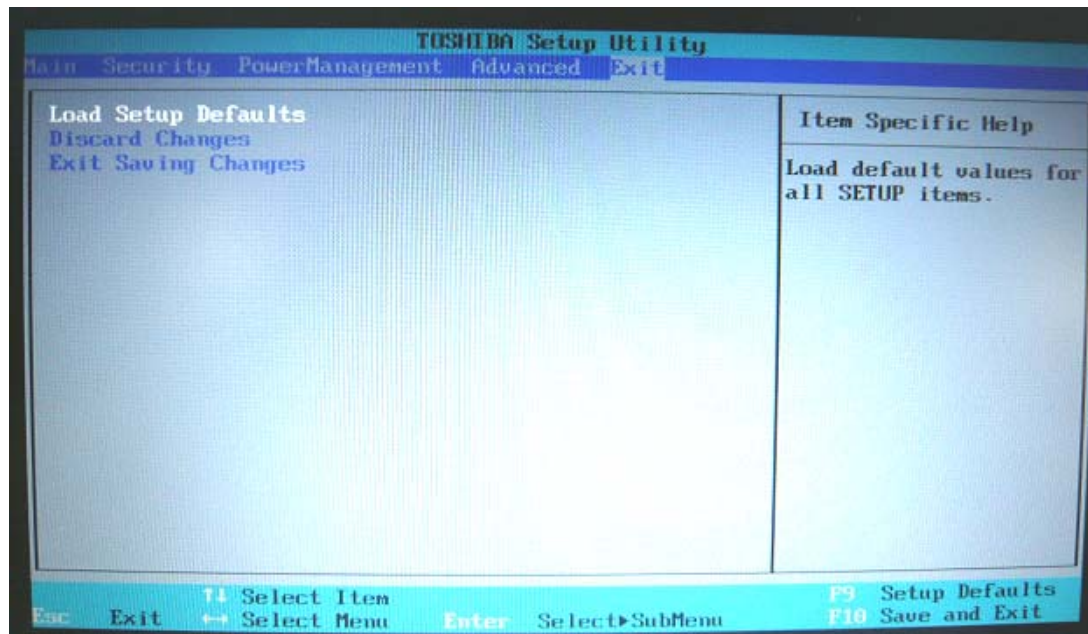 TOSHIBA Setup Utility
Main Security PowerManagement Advanced Exit
Load Setup Defaults
Discard Changes
Exit Saving Changes
Item Specific Help
Load default values for
all SETUP items.
↑↓ Select Item F9 Setup Defaults
Esc Exit ↔ Select Menu Enter Select▶SubMenu F10 Save and Exit